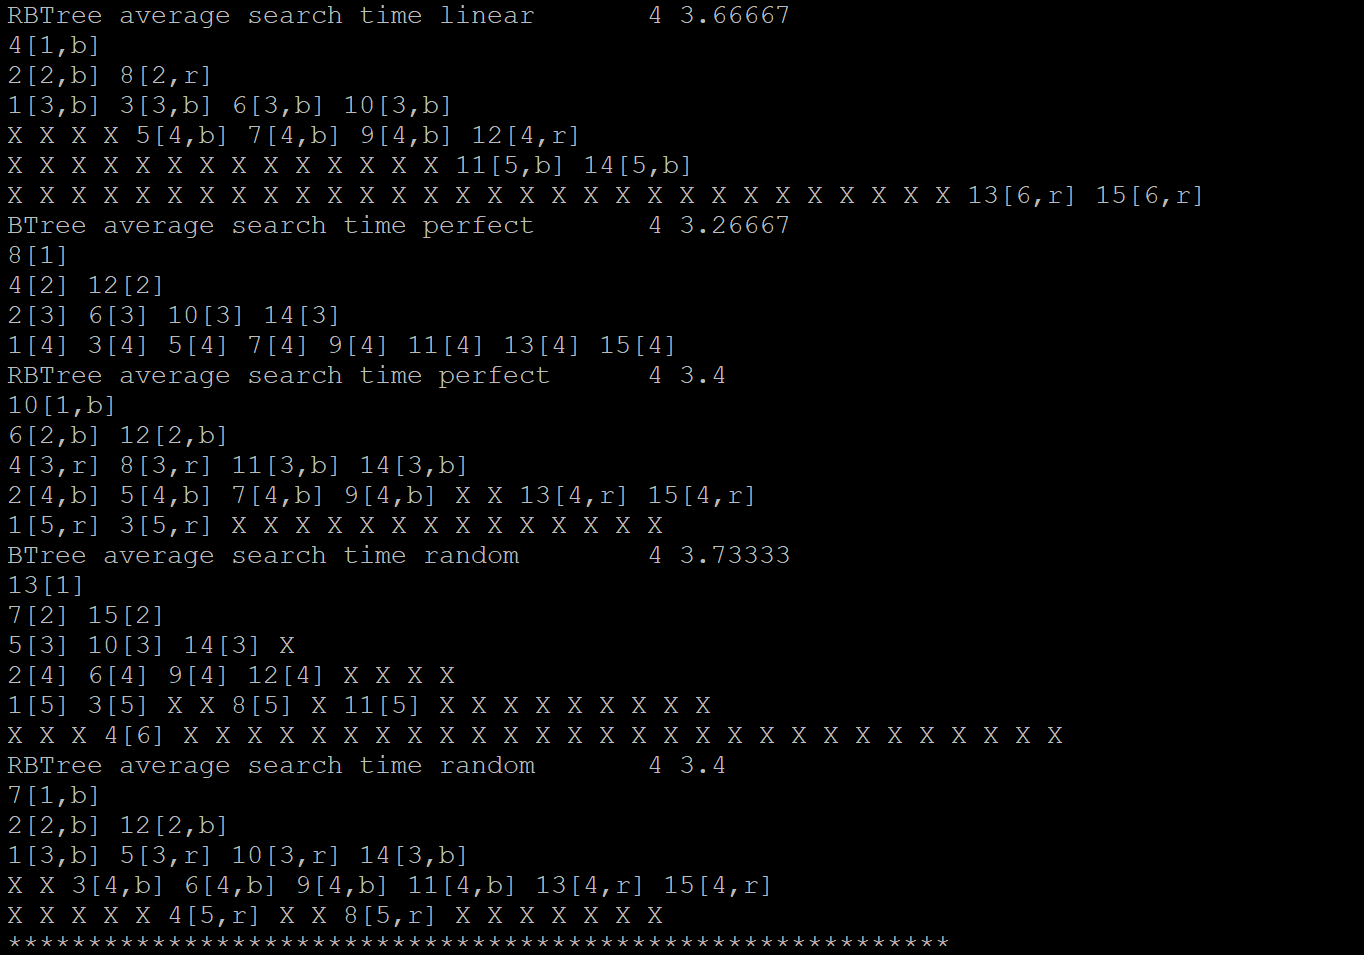 RBTree average search time linear       4 3.66667
4[1,b]
2[2,b] 8[2,r]
1[3,b] 3[3,b] 6[3,b] 10[3,b]
X X X X 5[4,b] 7[4,b] 9[4,b] 12[4,r]
X X X X X X X X X X X X X X 11[5,b] 14[5,b]
X X X X X X X X X X X X X X X X X X X X X X X X X X X X X X 13[6,r] 15[6,r]
BTree average search time perfect       4 3.26667
8[1]
4[2] 12[2]
2[3] 6[3] 10[3] 14[3]
1[4] 3[4] 5[4] 7[4] 9[4] 11[4] 13[4] 15[4]
RBTree average search time perfect      4 3.4
10[1,b]
6[2,b] 12[2,b]
4[3,r] 8[3,r] 11[3,b] 14[3,b]
2[4,b] 5[4,b] 7[4,b] 9[4,b] X X 13[4,r] 15[4,r]
1[5,r] 3[5,r] X X X X X X X X X X X X X X
BTree average search time random        4 3.73333
13[1]
7[2] 15[2]
5[3] 10[3] 14[3] X
2[4] 6[4] 9[4] 12[4] X X X X
1[5] 3[5] X X 8[5] X 11[5] X X X X X X X X X
X X X 4[6] X X X X X X X X X X X X X X X X X X X X X X X X X X X X
RBTree average search time random       4 3.4
7[1,b]
2[2,b] 12[2,b]
1[3,b] 5[3,r] 10[3,r] 14[3,b]
X X 3[4,b] 6[4,b] 9[4,b] 11[4,b] 13[4,r] 15[4,r]
X X X X X 4[5,r] X X 8[5,r] X X X X X X X
***********************************************************